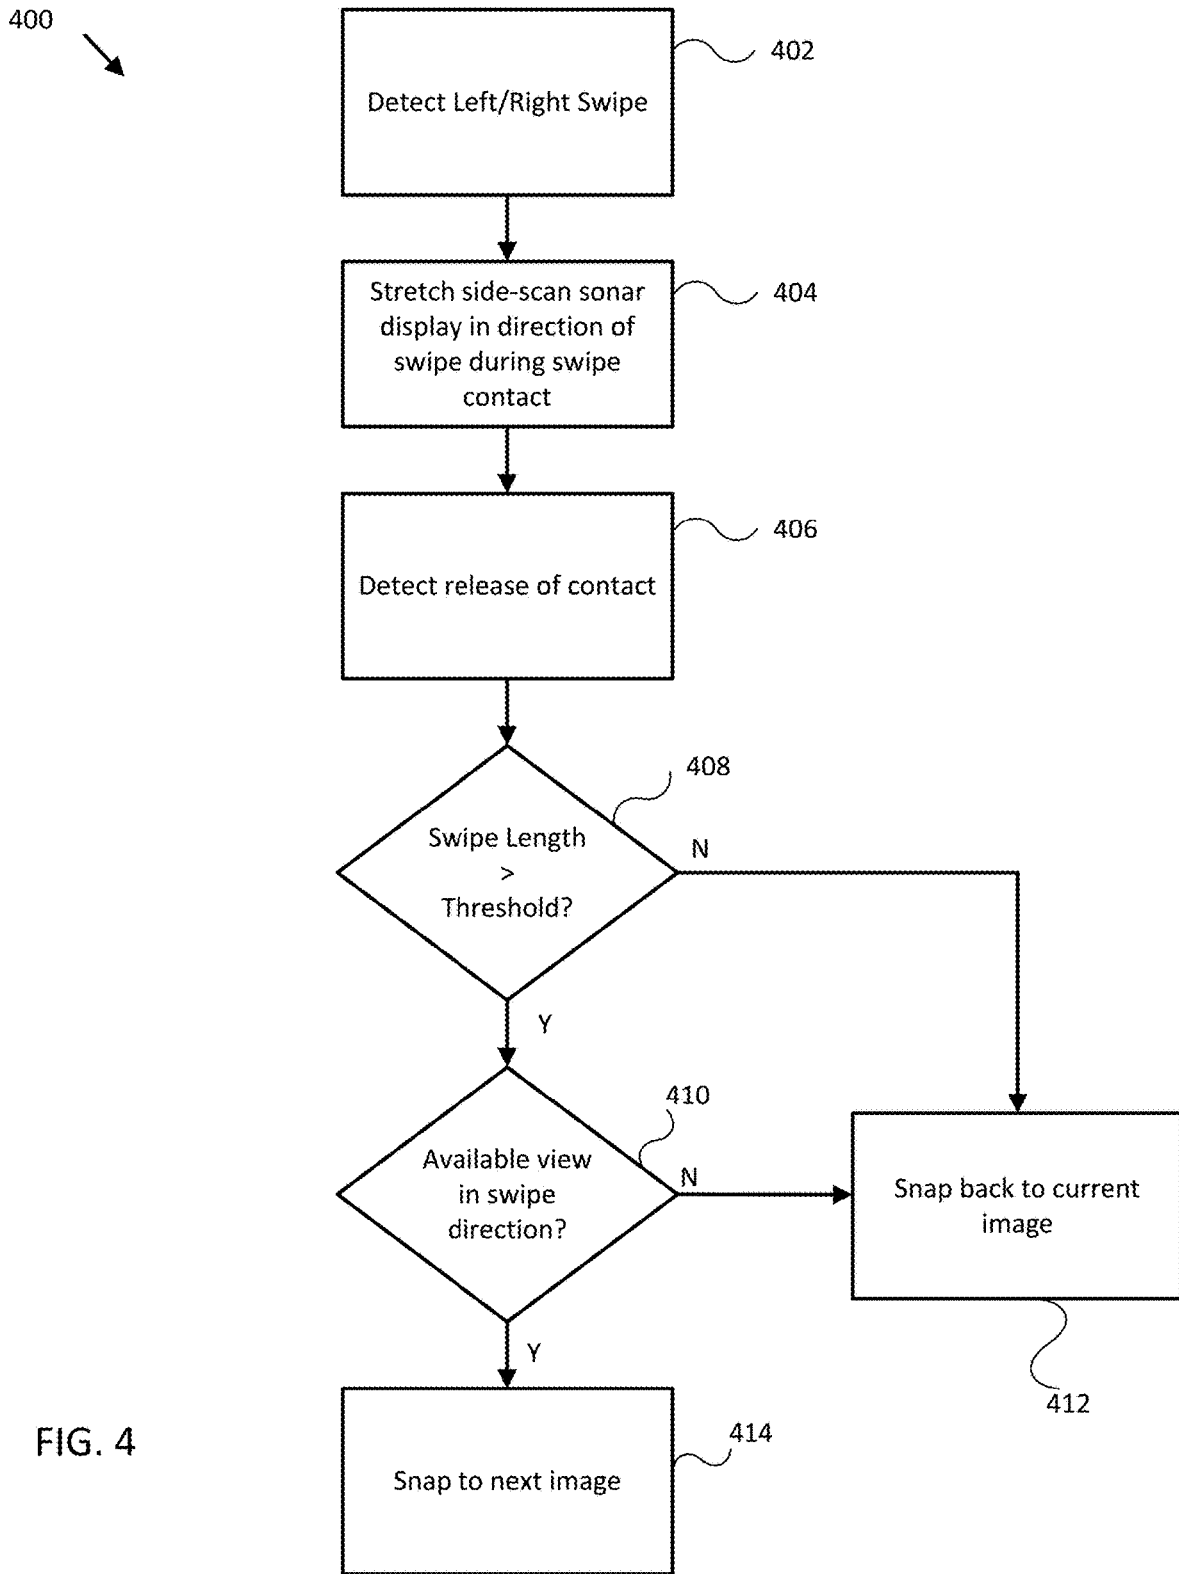 400
402
Detect Left/Right Swipe
Stretch side-scan sonar
display in direction of
swipe during swipe
contact
404
406
Detect release of contact
408
Swipe Length
>
Threshold?
N
Y
410
Available view
in swipe
direction?
N
Snap back to current
image
Y
412
FIG. 4
414
Snap to next image